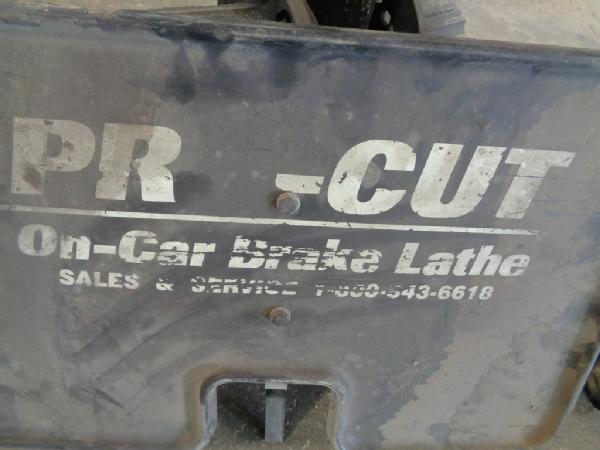 PR -CUT
On-Car Brake Lathe
SALES & SERVICE 1-800-543-6618